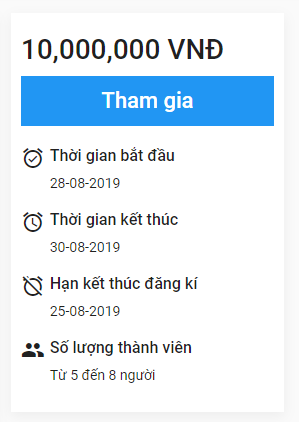 10,000,000 VNĐ
Tham gia
Thời gian bắt đầu
28-08-2019
Thời gian kết thúc
30-08-2019
Hạn kết thúc đăng kí
25-08-2019
Số lượng thành viên
Từ 5 đến 8 người